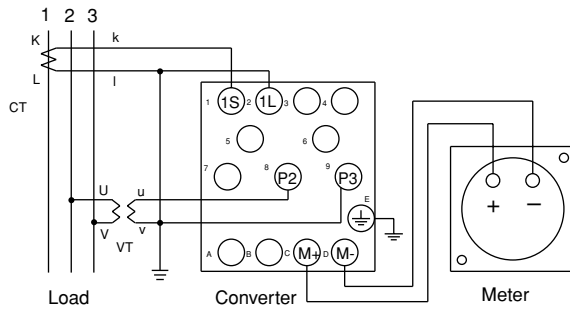 1 2 3
K k
L l
CT
1 1S 2 1L 3 4
5 6
7 8 P2 9 P3
U u
V v
VT
E
A B C M+ D M-
+ −
Load Converter Meter